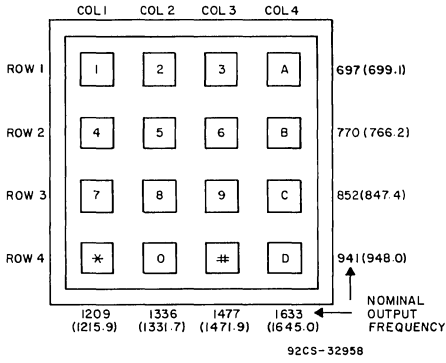 COL 1 COL 2 COL 3 COL 4
ROW 1 1 2 3 A 697 (699.1)
ROW 2 4 5 6 B 770 (766.2)
ROW 3 7 8 9 C 852 (847.4)
ROW 4 * 0 # D 941 (948.0)
1209 1336 1477 1633
(1215.9) (1331.7) (1471.9) (1645.0)
NOMINAL
OUTPUT
FREQUENCY
92CS-32958